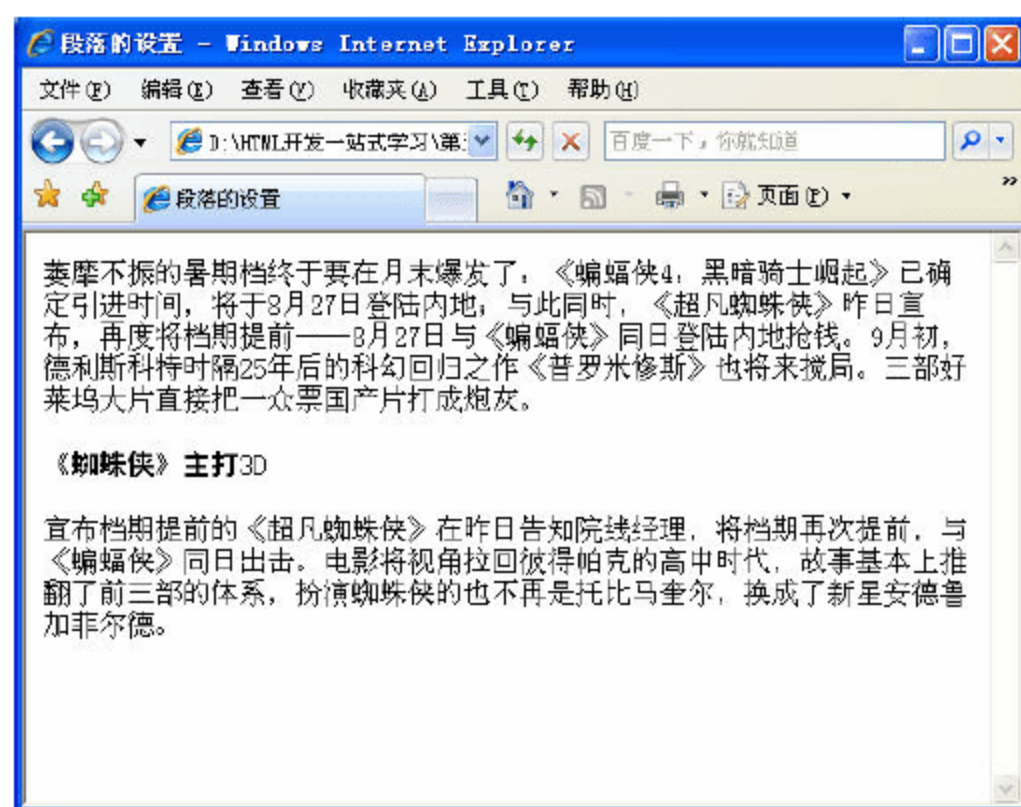 段落的设置 - Windows Internet Explorer
文件(F) 编辑(E) 查看(V) 收藏夹(A) 工具(T) 帮助(H)
D:\HTML开发一站式学习\第 百度一下，你就知道
段落的设置 页面(P) »
萎靡不振的暑期档终于要在月末爆发了，《蝙蝠侠4，黑暗骑士崛起》已确
定引进时间，将于8月27日登陆内地；与此同时，《超凡蜘蛛侠》昨日宣
布，再度将档期提前——8月27日与《蝙蝠侠》同日登陆内地抢钱。9月初，
德利斯科特时隔25年后的科幻回归之作《普罗米修斯》也将来搅局。三部好
莱坞大片直接把一众票国产片打成炮灰。
《蜘蛛侠》主打3D
宣布档期提前的《超凡蜘蛛侠》在昨日告知院线经理，将档期再次提前，与
《蝙蝠侠》同日出击。电影将视角拉回彼得帕克的高中时代，故事基本上推
翻了前三部的体系，扮演蜘蛛侠的也不再是托比马奎尔，换成了新星安德鲁
加菲尔德。